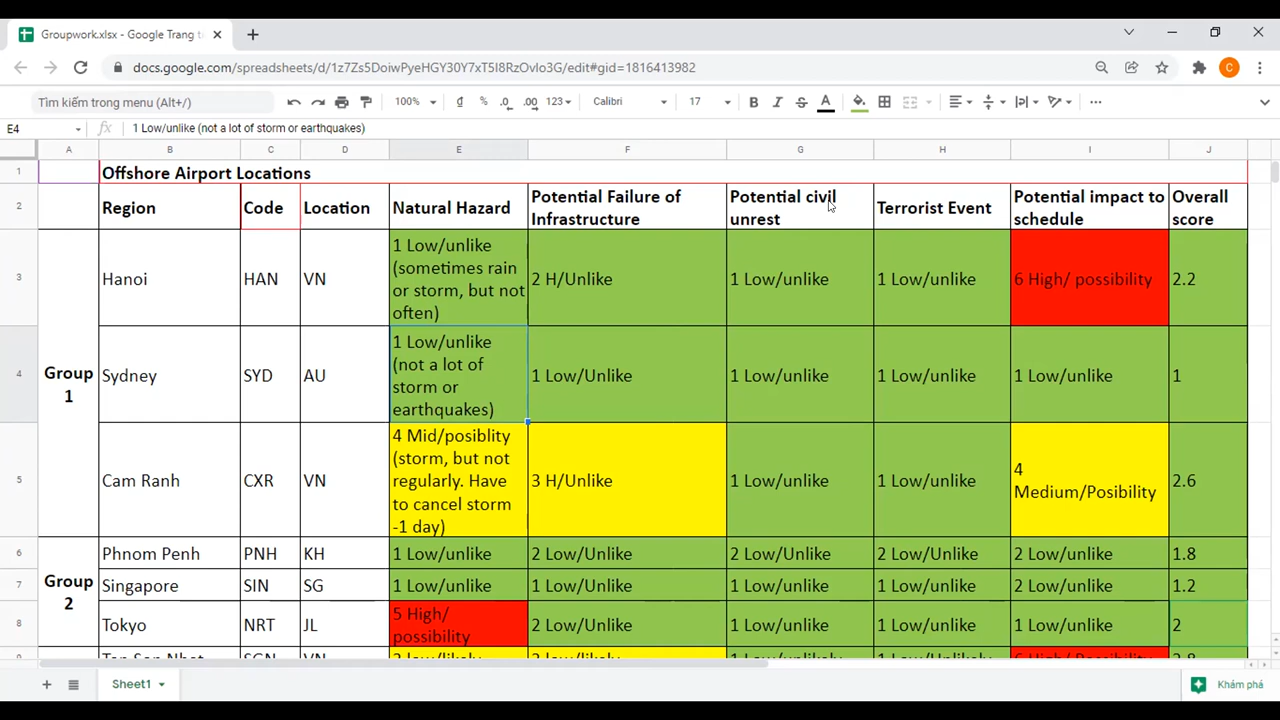 Groupwork.xlsx - Google Trang t
docs.google.com/spreadsheets/d/1z7Zs5DoiwPyeHGY30Y7xT5I8RzOvlo3G/edit#gid=1816413982
C
Tìm kiếm trong menu (Alt+/)
100%
₫ % .0 .00 123
Calibri
17
B I S A
E4
fx 1 Low/unlike (not a lot of storm or earthquakes)
A B C D E F G H I J
1 Offshore Airport Locations
2 Region Code Location Natural Hazard Potential Failure of Infrastructure Potential civil unrest Terrorist Event Potential impact to schedule Overall score
Group 1
3 Hanoi HAN VN 1 Low/unlike (sometimes rain or storm, but not often) 2 H/Unlike 1 Low/unlike 1 Low/unlike 6 High/ possibility 2.2
4 Sydney SYD AU 1 Low/unlike (not a lot of storm or earthquakes) 1 Low/Unlike 1 Low/unlike 1 Low/unlike 1 Low/unlike 1
5 Cam Ranh CXR VN 4 Mid/posiblity (storm, but not regularly. Have to cancel storm -1 day) 3 H/Unlike 1 Low/unlike 1 Low/unlike 4 Medium/Posibility 2.6
Group 2
6 Phnom Penh PNH KH 1 Low/unlike 2 Low/Unlike 2 Low/Unlike 2 Low/Unlike 2 Low/unlike 1.8
7 Singapore SIN SG 1 Low/unlike 1 Low/Unlike 1 Low/unlike 1 Low/unlike 2 Low/unlike 1.2
8 Tokyo NRT JL 5 High/ possibility 2 Low/Unlike 1 Low/unlike 1 Low/unlike 1 Low/unlike 2
Sheet1
Khám phá